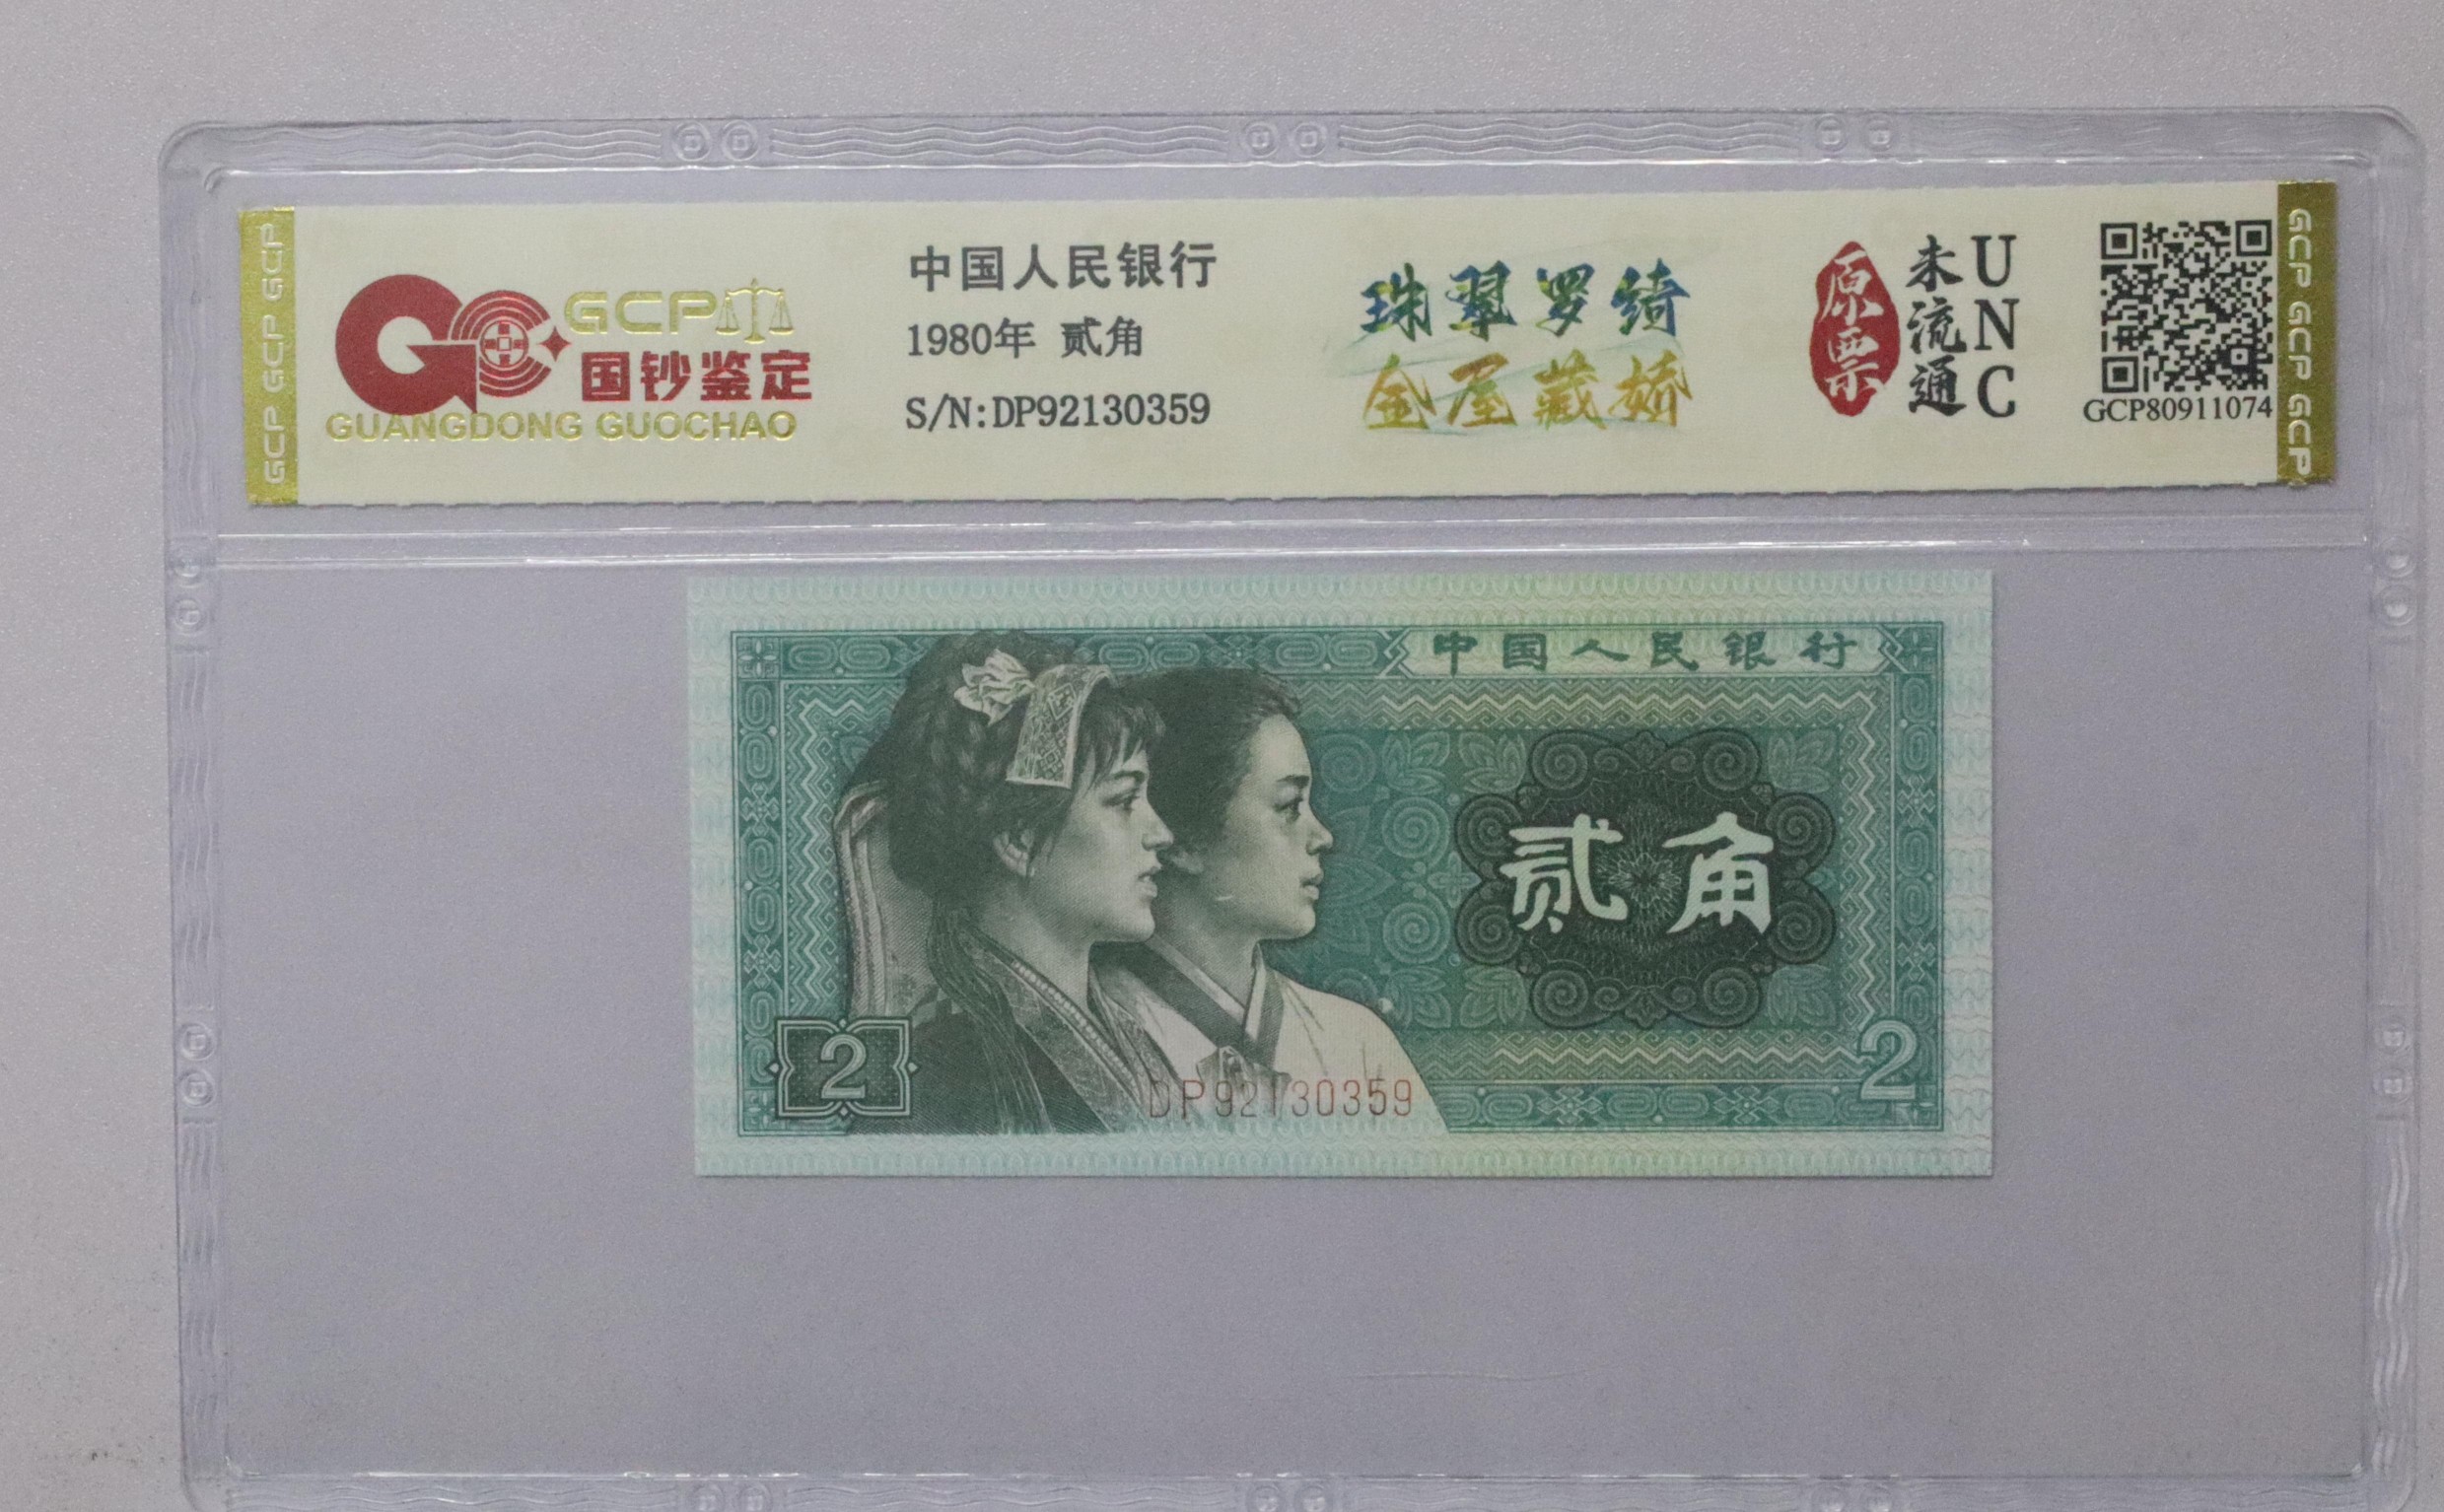 GCP GCP GCP
GCP
国钞鉴定
GUANGDONG GUOCHAO
中国人民银行
1980年 贰角
S/N:DP92130359
珠翠罗绮
金屋藏娇
原票
未流通
UNC
GCP80911074
GCP GCP GCP GCP
中国人民银行
贰角
2
2
DP92130359